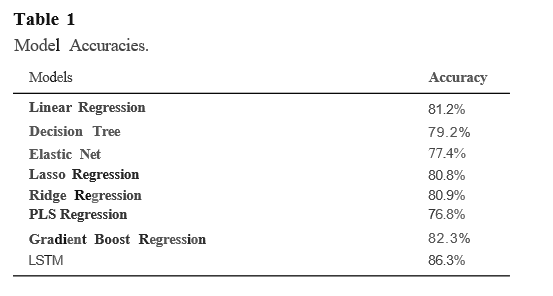 Table 1
Model Accuracies.
Models Accuracy
Linear Regression 81.2%
Decision Tree 79.2%
Elastic Net 77.4%
Lasso Regression 80.8%
Ridge Regression 80.9%
PLS Regression 76.8%
Gradient Boost Regression 82.3%
LSTM 86.3%